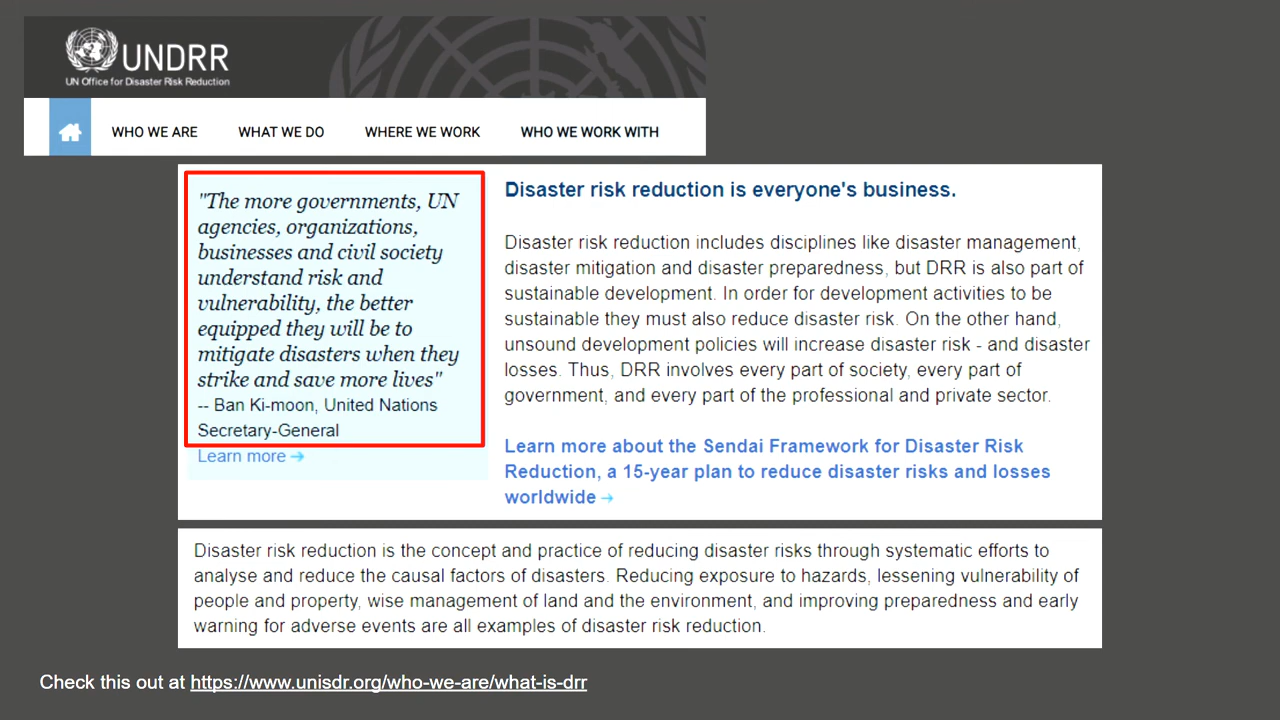 UNDRR
UN Office for Disaster Risk Reduction
WHO WE ARE WHAT WE DO WHERE WE WORK WHO WE WORK WITH
"The more governments, UN
agencies, organizations,
businesses and civil society
understand risk and
vulnerability, the better
equipped they will be to
mitigate disasters when they
strike and save more lives"
-- Ban Ki-moon, United Nations
Secretary-General
Learn more →
Disaster risk reduction is everyone's business.
Disaster risk reduction includes disciplines like disaster management,
disaster mitigation and disaster preparedness, but DRR is also part of
sustainable development. In order for development activities to be
sustainable they must also reduce disaster risk. On the other hand,
unsound development policies will increase disaster risk - and disaster
losses. Thus, DRR involves every part of society, every part of
government, and every part of the professional and private sector.
Learn more about the Sendai Framework for Disaster Risk
Reduction, a 15-year plan to reduce disaster risks and losses
worldwide →
Disaster risk reduction is the concept and practice of reducing disaster risks through systematic efforts to
analyse and reduce the causal factors of disasters. Reducing exposure to hazards, lessening vulnerability of
people and property, wise management of land and the environment, and improving preparedness and early
warning for adverse events are all examples of disaster risk reduction.
Check this out at https://www.unisdr.org/who-we-are/what-is-drr